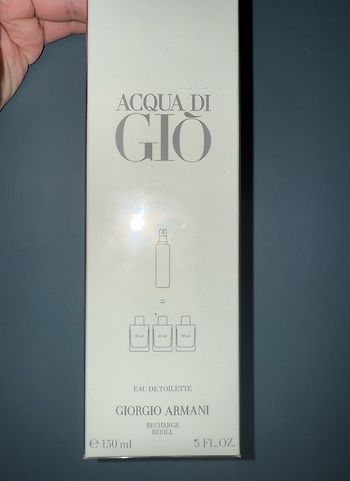 ACQUA DI
GIÒ
=
EAU DE TOILETTE
GIORGIO ARMANI
RECHARGE
REFILL
℮ 150 ml 5 FL.OZ.